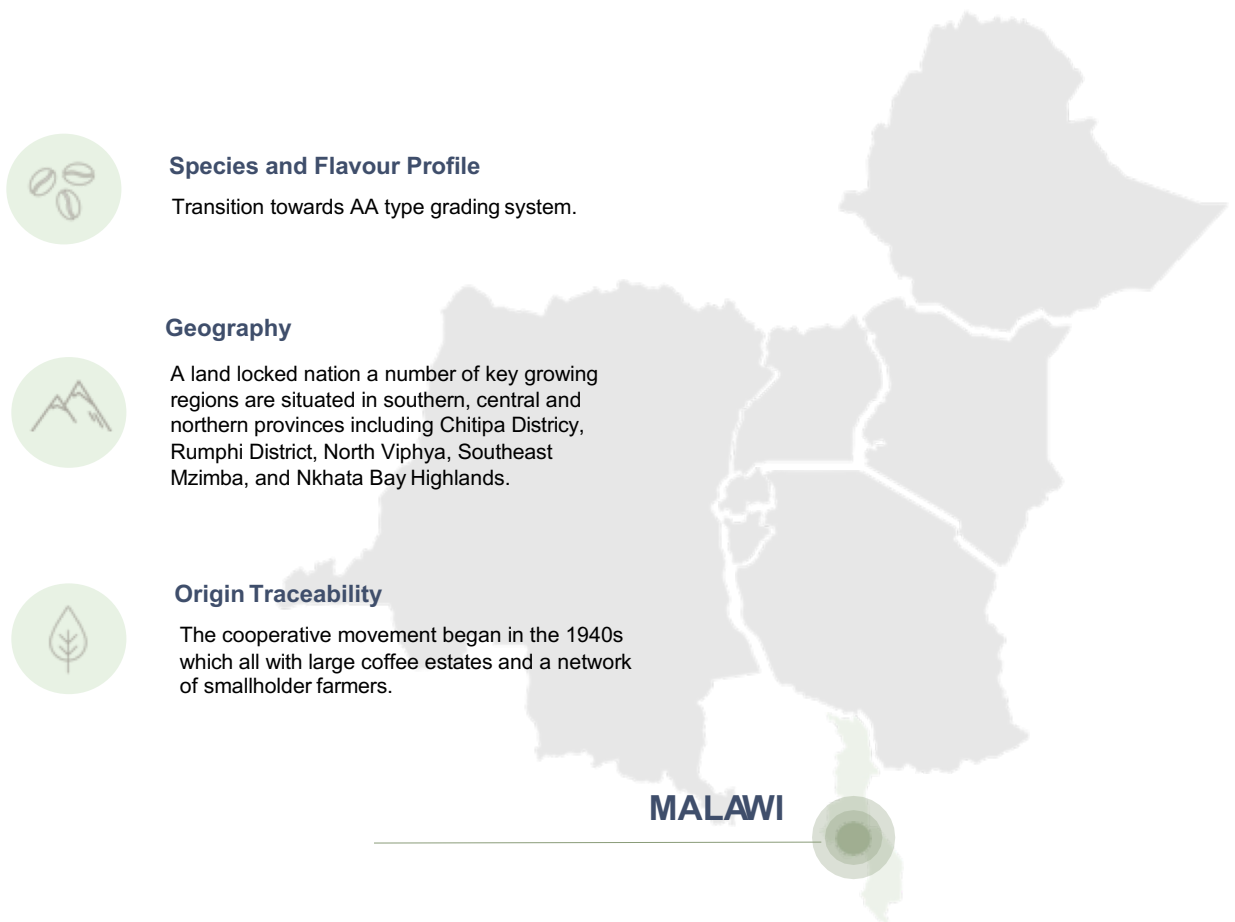 Species and Flavour Profile
Transition towards AA type grading system.
Geography
A land locked nation a number of key growing
regions are situated in southern, central and
northern provinces including Chitipa Districy,
Rumphi District, North Viphya, Southeast
Mzimba, and Nkhata Bay Highlands.
Origin Traceability
The cooperative movement began in the 1940s
which all with large coffee estates and a network
of smallholder farmers.
MALAWI